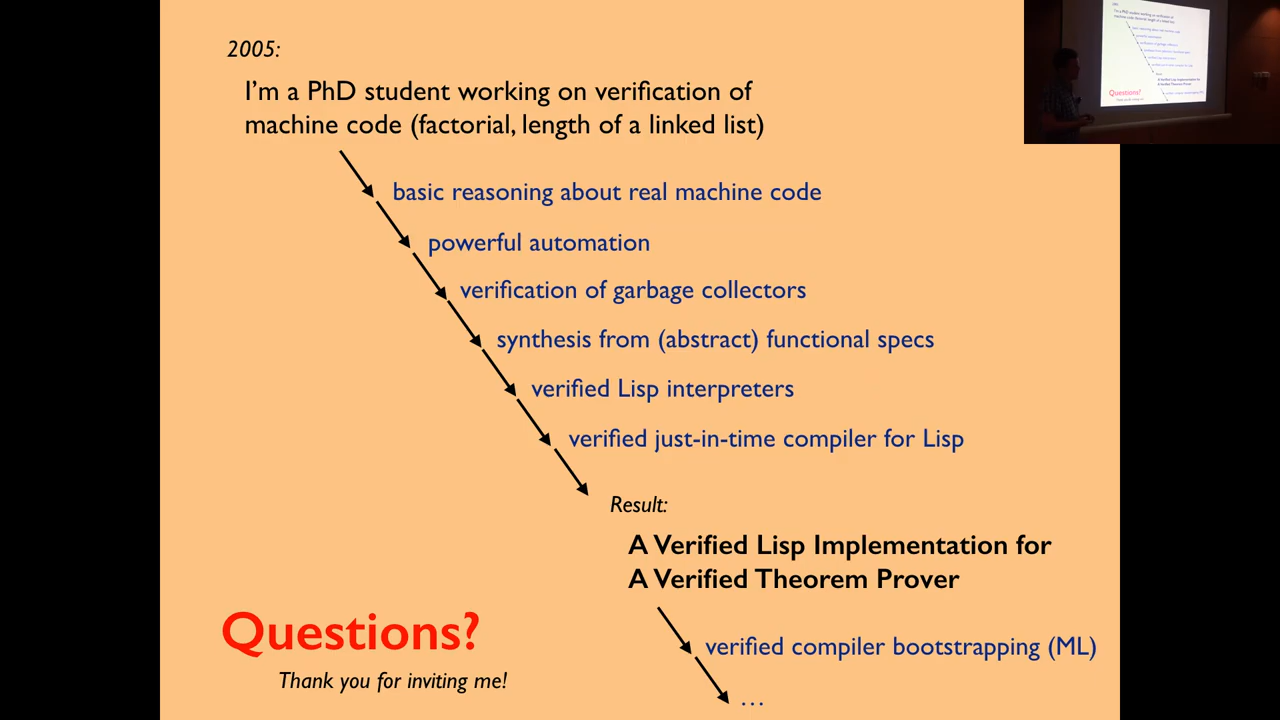 2005:
I'm a PhD student working on verification of
machine code (factorial, length of a linked list)
basic reasoning about real machine code
powerful automation
verification of garbage collectors
synthesis from (abstract) functional specs
verified Lisp interpreters
verified just-in-time compiler for Lisp
Result:
A Verified Lisp Implementation for
A Verified Theorem Prover
Questions?
verified compiler bootstrapping (ML)
Thank you for inviting me!
…